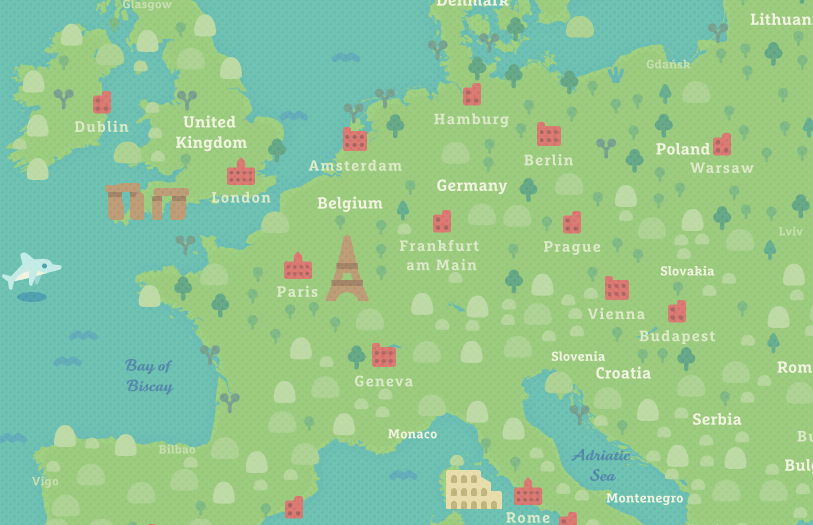 Glasgow
Denmark
Lithuan
Gdańsk
Dublin
United
Kingdom
Hamburg
Berlin
Poland
Warsaw
Amsterdam
London
Germany
Belgium
Frankfurt
am Main
Prague
Lviv
Slovakia
Paris
Vienna
Budapest
Bay of
Biscay
Geneva
Slovenia
Croatia
Rom
Serbia
Monaco
Bu
Bilbao
Adriatic
Sea
Bulg
Vigo
Montenegro
Rome